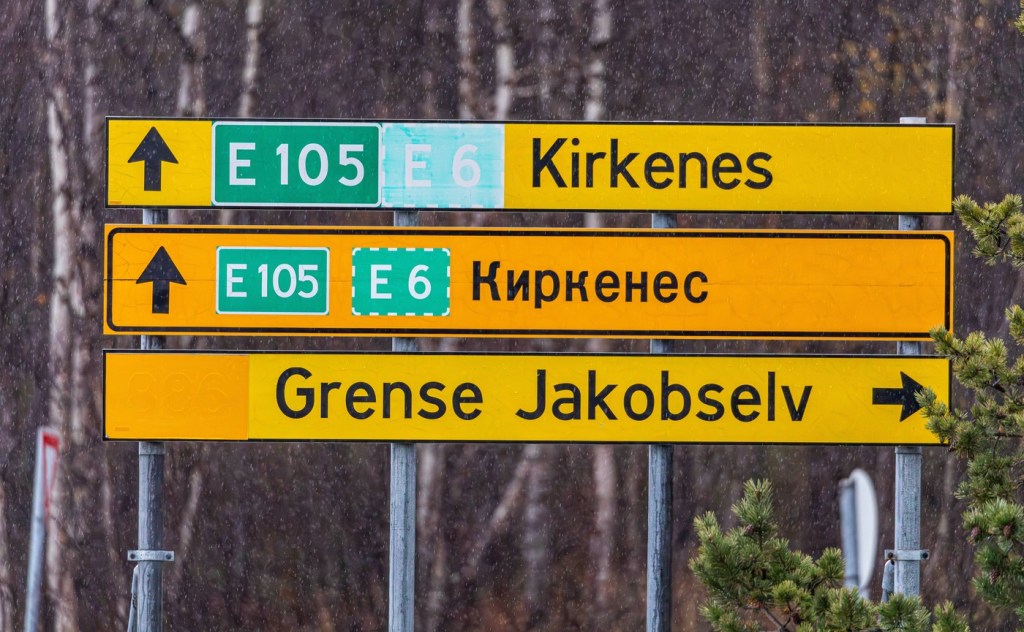 E 105 E 6 Kirkenes
E 105 E 6 Киркенес
Grense Jakobselv